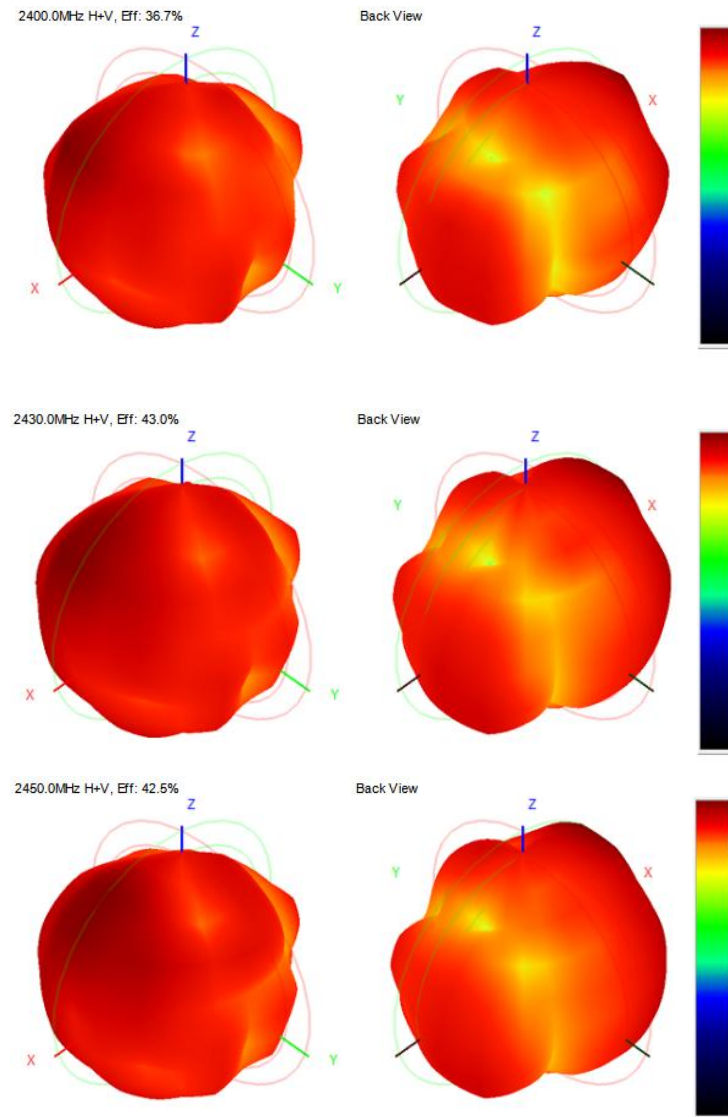 2400.0MHz H+V, Eff: 36.7% Back View
Z Z
Y X
X Y
2430.0MHz H+V, Eff: 43.0% Back View
Z Z
Y X
X Y
2450.0MHz H+V, Eff: 42.5% Back View
Z Z
Y X
X Y